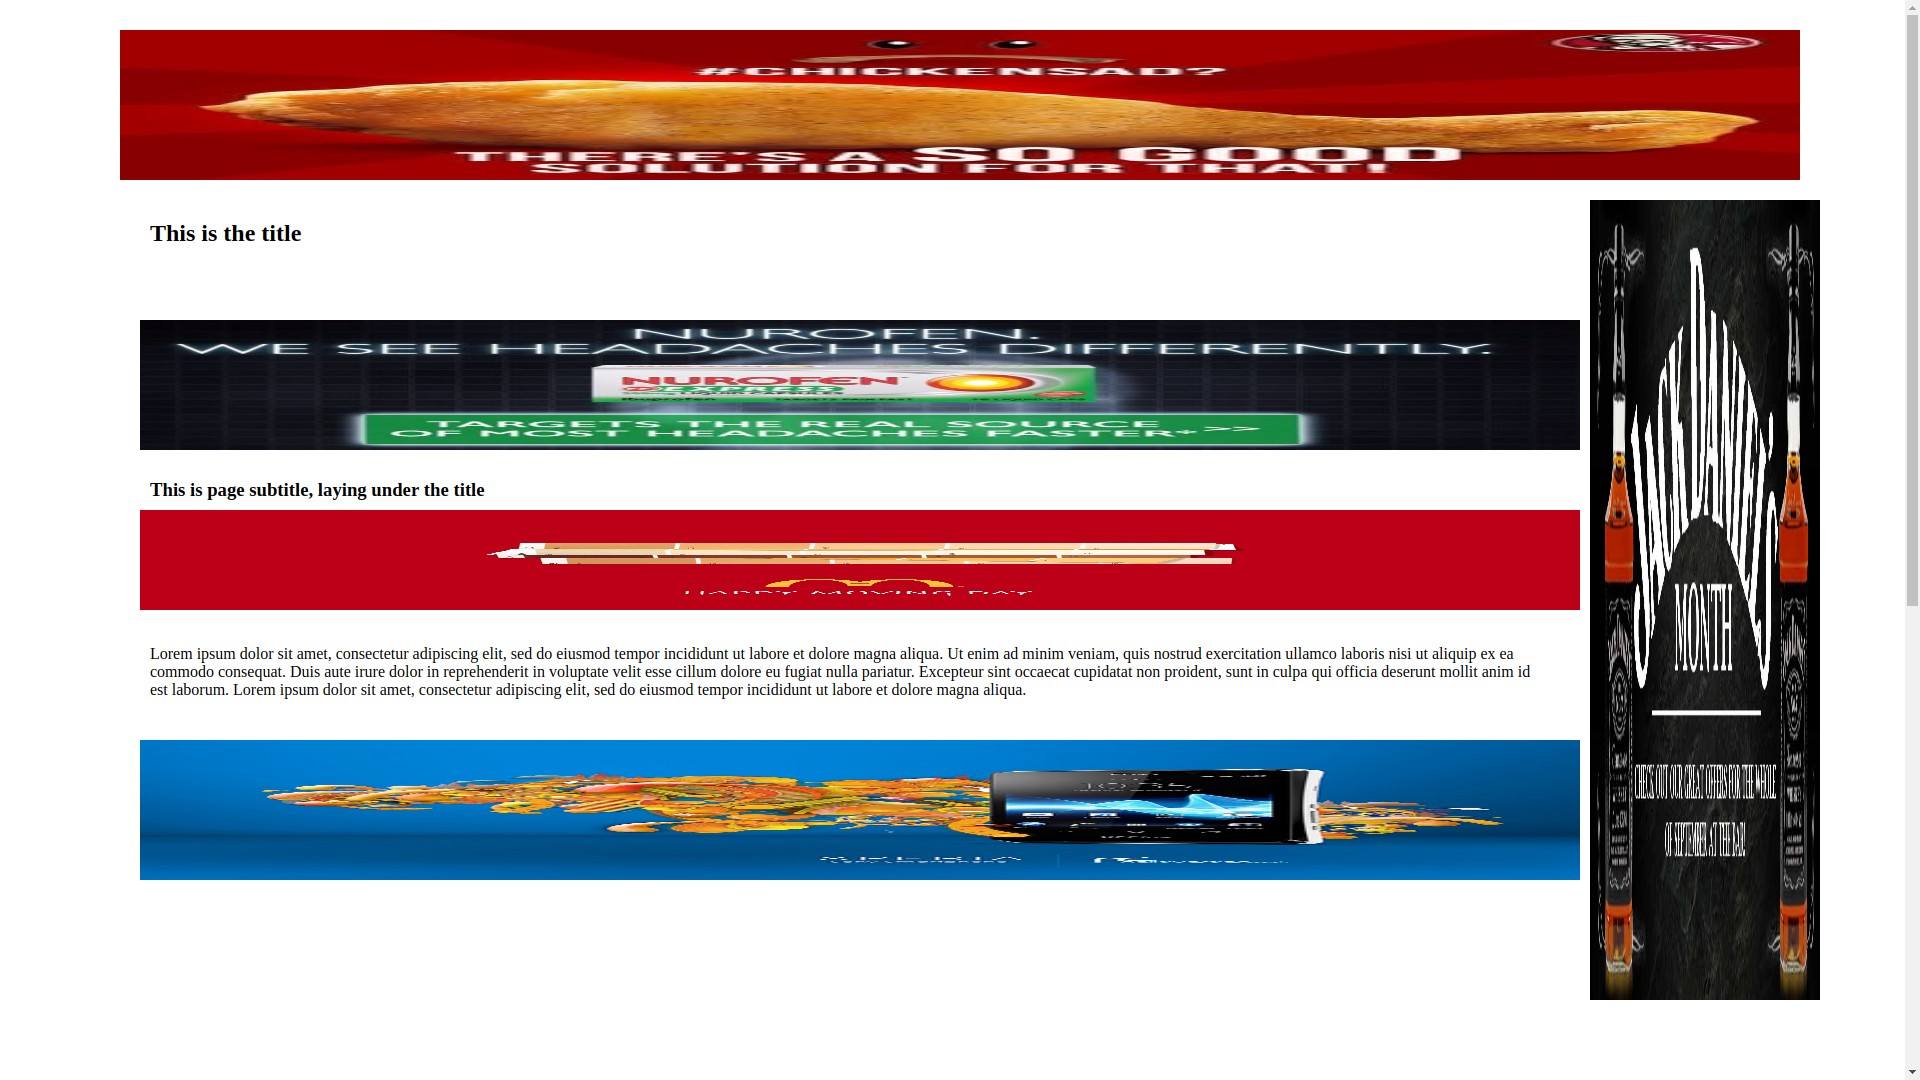 #CHICKENSAD?
THERE'S A SO GOOD
SOLUTION FOR THAT!
This is the title
NUROFEN.
WE SEE HEADACHES DIFFERENTLY.
NUROFEN
EXPRESS
LIQUID CAPSULES
TARGETS THE REAL SOURCE
OF MOST HEADACHES FASTER* >>
This is page subtitle, laying under the title
HAPPY MOVING DAY
Lorem ipsum dolor sit amet, consectetur adipiscing elit, sed do eiusmod tempor incididunt ut labore et dolore magna aliqua. Ut enim ad minim veniam, quis nostrud exercitation ullamco laboris nisi ut aliquip ex ea
commodo consequat. Duis aute irure dolor in reprehenderit in voluptate velit esse cillum dolore eu fugiat nulla pariatur. Excepteur sint occaecat cupidatat non proident, sunt in culpa qui officia deserunt mollit anim id
est laborum. Lorem ipsum dolor sit amet, consectetur adipiscing elit, sed do eiusmod tempor incididunt ut labore et dolore magna aliqua.
XPERIA
JACK DANIEL'S
MONTH
CHECK OUT OUR GREAT OFFERS FOR THE WHOLE
OF SEPTEMBER AT THE BAR!